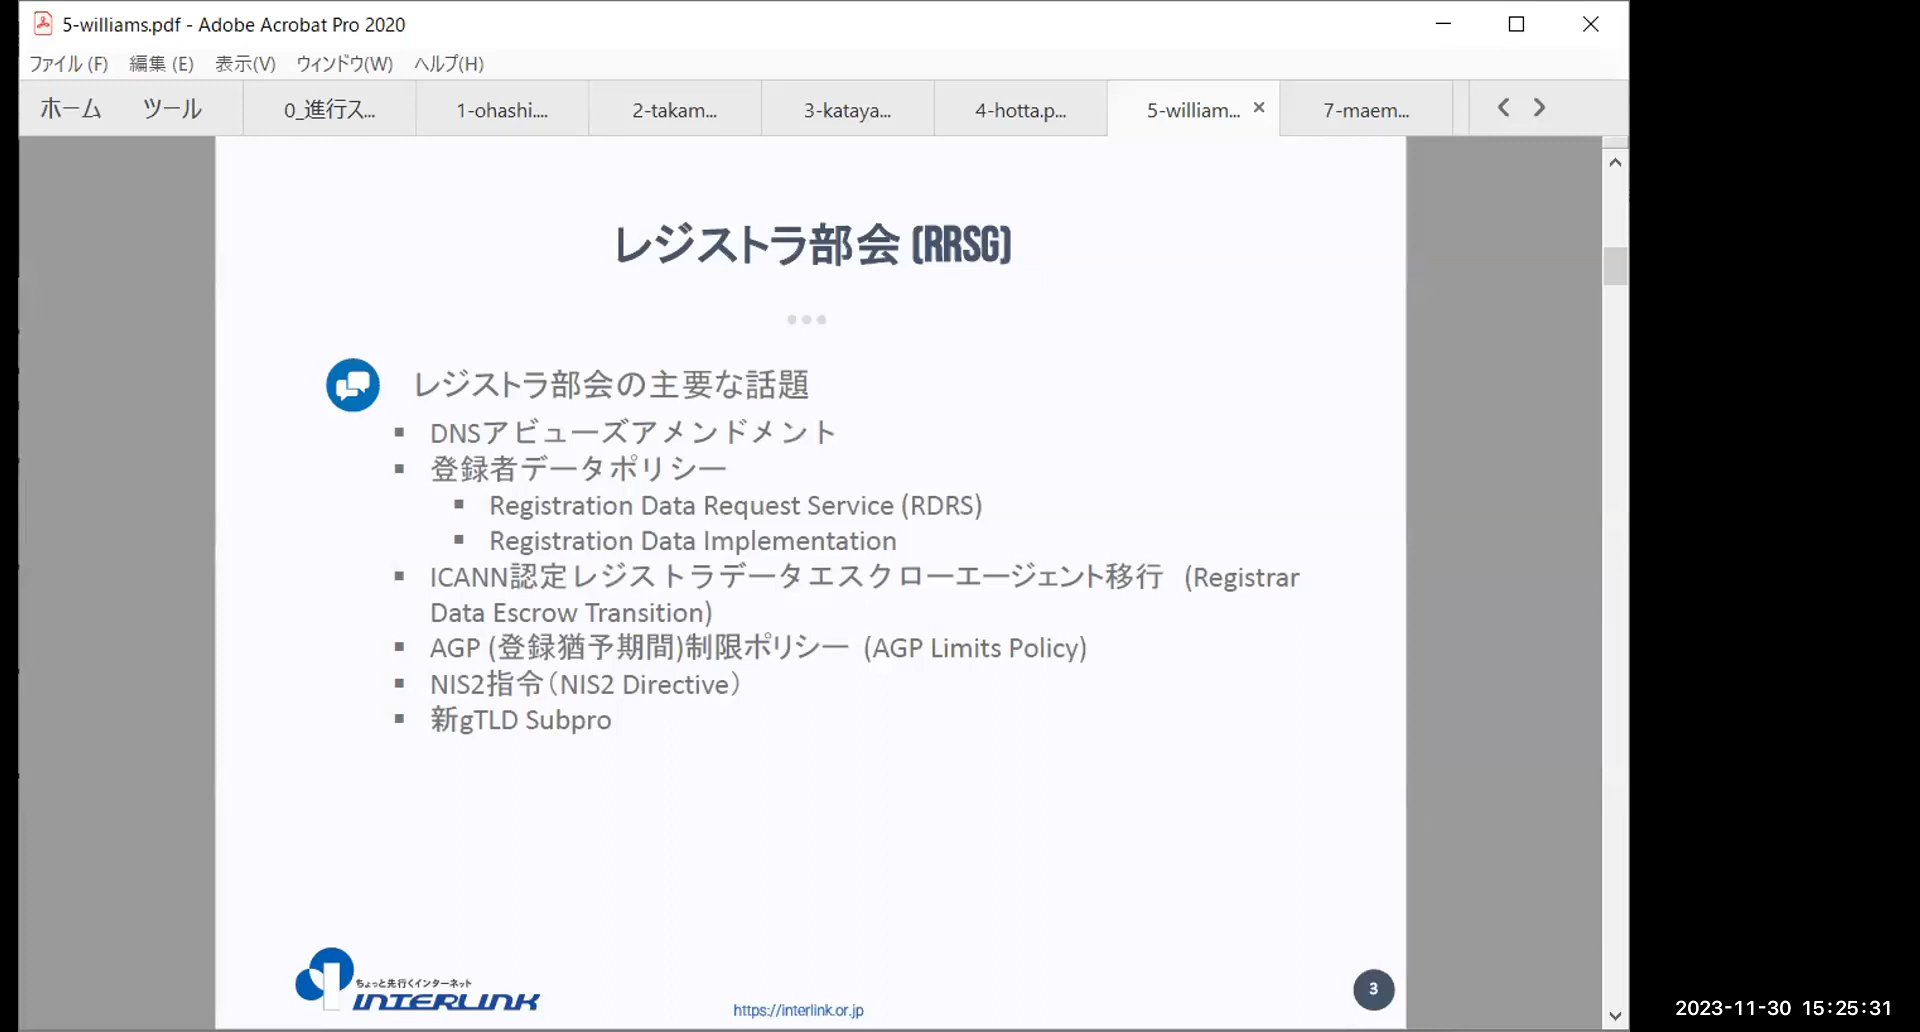 5-williams.pdf - Adobe Acrobat Pro 2020
ファイル (F) 編集 (E) 表示(V) ウィンドウ(W) ヘルプ(H)
ホーム ツール 0_進行ス... 1-ohashi.... 2-takam... 3-kataya... 4-hotta.p... 5-william... 7-maem...
レジストラ部会 (RRSG)
レジストラ部会の主要な話題
▪ DNSアビューズアメンドメント
▪ 登録者データポリシー
▪ Registration Data Request Service (RDRS)
▪ Registration Data Implementation
▪ ICANN認定レジストラデータエスクローエージェント移行 (Registrar
Data Escrow Transition)
▪ AGP (登録猶予期間)制限ポリシー (AGP Limits Policy)
▪ NIS2指令（NIS2 Directive）
▪ 新gTLD Subpro
ちょっと先行くインターネット
INTERLINK
https://interlink.or.jp
3
2023-11-30 15:25:31